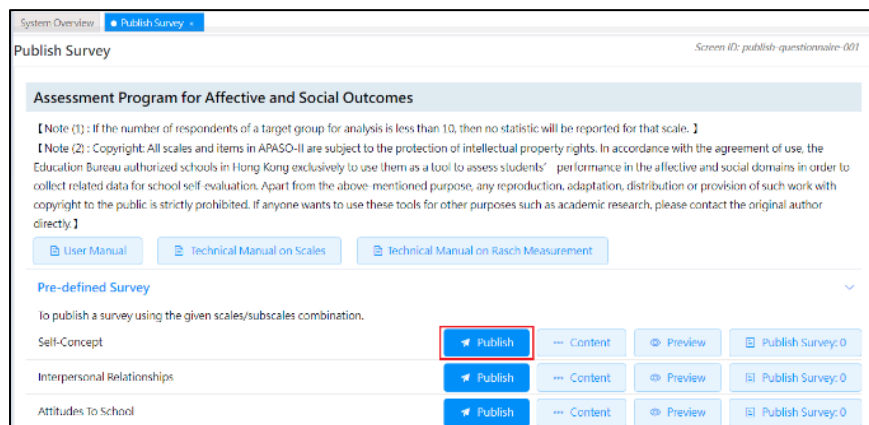 System Overview Publish Survey ×
Publish Survey Screen ID: publish-questionnaire-001
Assessment Program for Affective and Social Outcomes
【Note (1) : If the number of respondents of a target group for analysis is less than 10, then no statistic will be reported for that scale. 】
【Note (2) : Copyright: All scales and items in APASO-II are subject to the protection of intellectual property rights. In accordance with the agreement of use, the
Education Bureau authorized schools in Hong Kong exclusively to use them as a tool to assess students’ performance in the affective and social domains in order to
collect related data for school self-evaluation. Apart from the above-mentioned purpose, any reproduction, adaptation, distribution or provision of such work with
copyright to the public is strictly prohibited. If anyone wants to use these tools for other purposes such as academic research, please contact the original author
directly.】
User Manual Technical Manual on Scales Technical Manual on Rasch Measurement
Pre-defined Survey
To publish a survey using the given scales/subscales combination.
Self-Concept Publish Content Preview Publish Survey: 0
Interpersonal Relationships Publish Content Preview Publish Survey: 0
Attitudes To School Publish Content Preview Publish Survey: 0